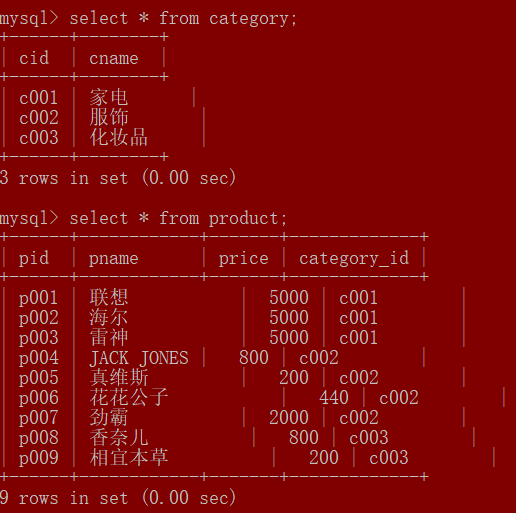 mysql> select * from category;
+------+--------+
| cid  | cname  |
+------+--------+
| c001 | 家电      |
| c002 | 服饰       |
| c003 | 化妆品     |
+------+--------+
3 rows in set (0.00 sec)

mysql> select * from product;
+------+------------+-------+-------------+
| pid  | pname      | price | category_id |
+------+------------+-------+-------------+
| p001 | 联想           |  5000 | c001        |
| p002 | 海尔           |  5000 | c001        |
| p003 | 雷神           |  5000 | c001        |
| p004 | JACK JONES |   800 | c002        |
| p005 | 真维斯         |   200 | c002        |
| p006 | 花花公子           |   440 | c002        |
| p007 | 劲霸           |  2000 | c002        |
| p008 | 香奈儿          |   800 | c003        |
| p009 | 相宜本草          |   200 | c003        |
+------+------------+-------+-------------+
9 rows in set (0.00 sec)